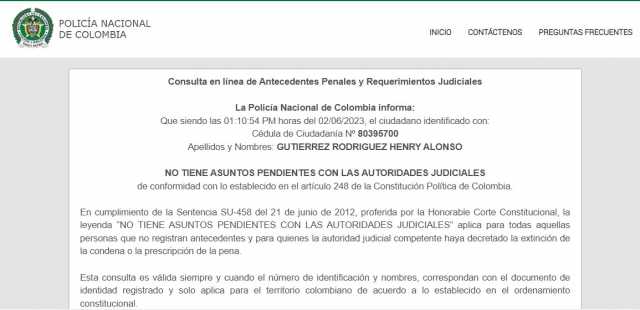 POLICÍA NACIONAL
DE COLOMBIA
INICIO CONTÁCTENOS PREGUNTAS FRECUENTES
Consulta en línea de Antecedentes Penales y Requerimientos Judiciales
La Policía Nacional de Colombia informa:
Que siendo las 01:10:54 PM horas del 02/06/2023, el ciudadano identificado con:
Cédula de Ciudadanía Nº 80395700
Apellidos y Nombres: GUTIERREZ RODRIGUEZ HENRY ALONSO
NO TIENE ASUNTOS PENDIENTES CON LAS AUTORIDADES JUDICIALES
de conformidad con lo establecido en el artículo 248 de la Constitución Política de Colombia.
En cumplimiento de la Sentencia SU-458 del 21 de junio de 2012, proferida por la Honorable Corte Constitucional, la
leyenda "NO TIENE ASUNTOS PENDIENTES CON LAS AUTORIDADES JUDICIALES" aplica para todas aquellas
personas que no registran antecedentes y para quienes la autoridad judicial competente haya decretado la extinción de
la condena o la prescripción de la pena.
Esta consulta es válida siempre y cuando el número de identificación y nombres, correspondan con el documento de
identidad registrado y solo aplica para el territorio colombiano de acuerdo a lo establecido en el ordenamiento
constitucional.